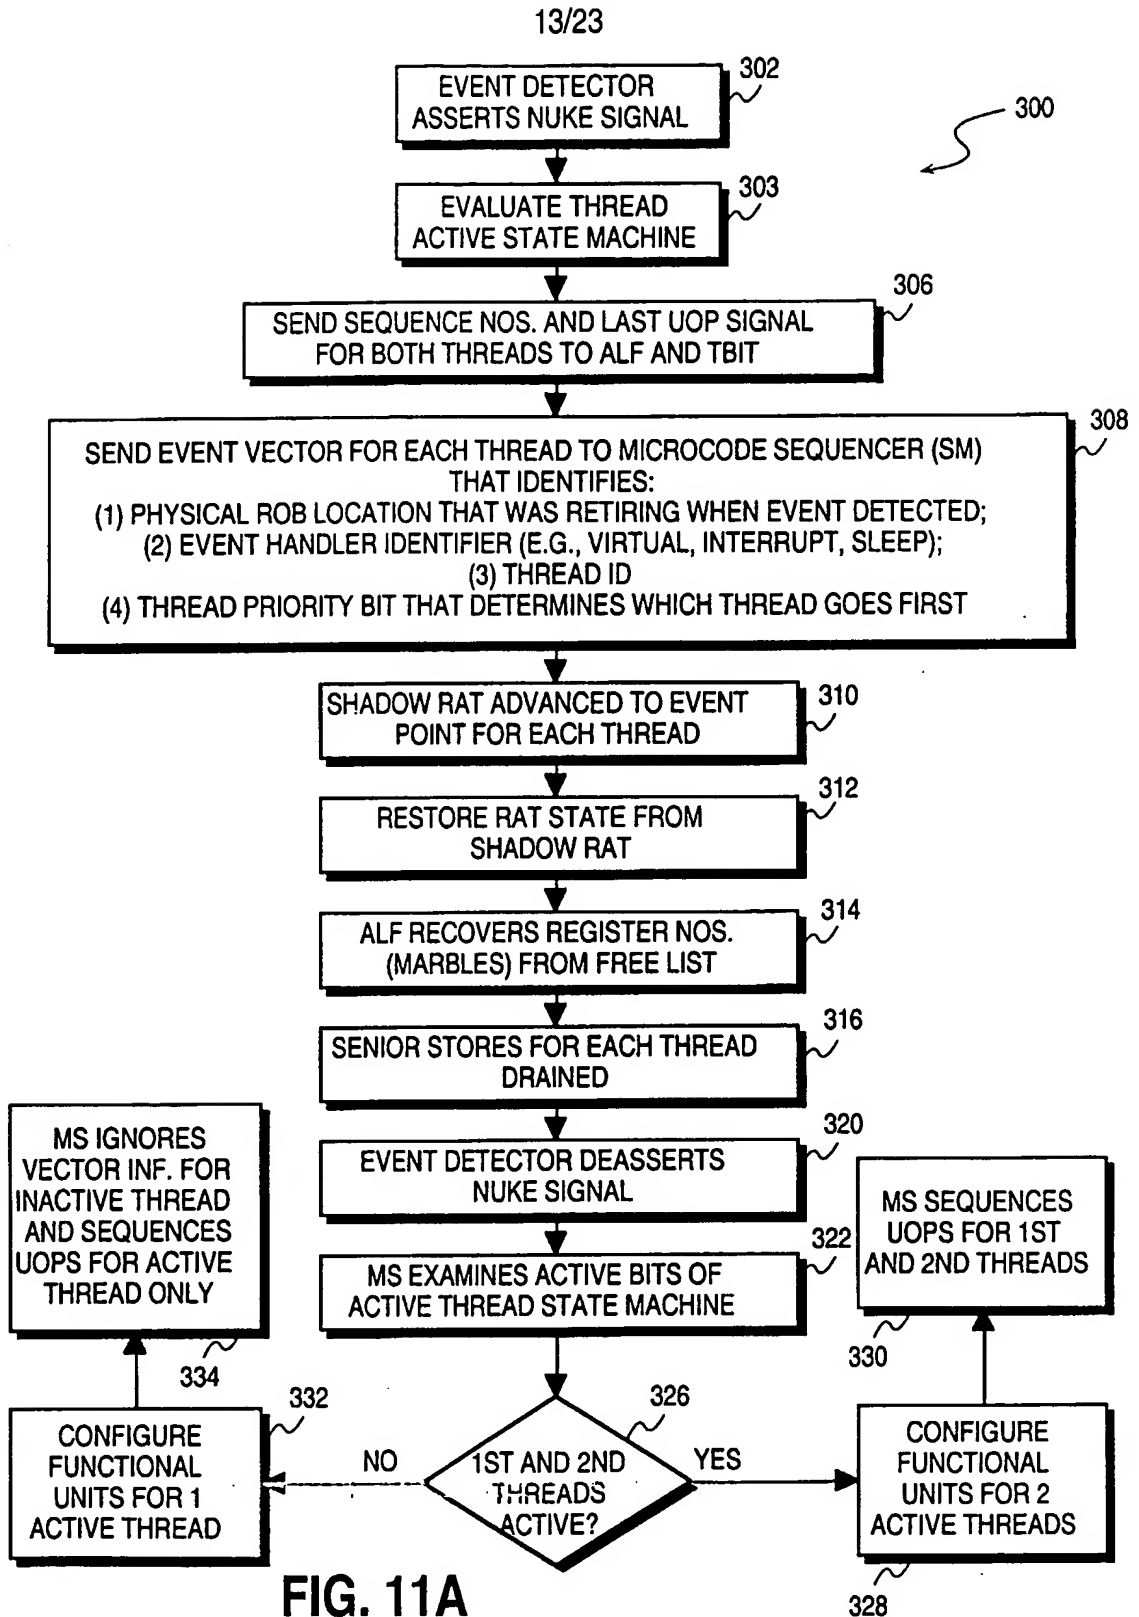 13/23
EVENT DETECTOR
ASSERTS NUKE SIGNAL
302
300
EVALUATE THREAD
ACTIVE STATE MACHINE
303
SEND SEQUENCE NOS. AND LAST UOP SIGNAL
FOR BOTH THREADS TO ALF AND TBIT
306
SEND EVENT VECTOR FOR EACH THREAD TO MICROCODE SEQUENCER (SM)
THAT IDENTIFIES:
(1) PHYSICAL ROB LOCATION THAT WAS RETIRING WHEN EVENT DETECTED;
(2) EVENT HANDLER IDENTIFIER (E.G., VIRTUAL, INTERRUPT, SLEEP);
(3) THREAD ID
(4) THREAD PRIORITY BIT THAT DETERMINES WHICH THREAD GOES FIRST
308
SHADOW RAT ADVANCED TO EVENT
POINT FOR EACH THREAD
310
RESTORE RAT STATE FROM
SHADOW RAT
312
ALF RECOVERS REGISTER NOS.
(MARBLES) FROM FREE LIST
314
SENIOR STORES FOR EACH THREAD
DRAINED
316
EVENT DETECTOR DEASSERTS
NUKE SIGNAL
320
MS EXAMINES ACTIVE BITS OF
ACTIVE THREAD STATE MACHINE
322
1ST AND 2ND
THREADS
ACTIVE?
326
NO
YES
CONFIGURE
FUNCTIONAL
UNITS FOR 1
ACTIVE THREAD
332
MS IGNORES
VECTOR INF. FOR
INACTIVE THREAD
AND SEQUENCES
UOPS FOR ACTIVE
THREAD ONLY
334
CONFIGURE
FUNCTIONAL
UNITS FOR 2
ACTIVE THREADS
328
MS SEQUENCES
UOPS FOR 1ST
AND 2ND THREADS
330
FIG. 11A